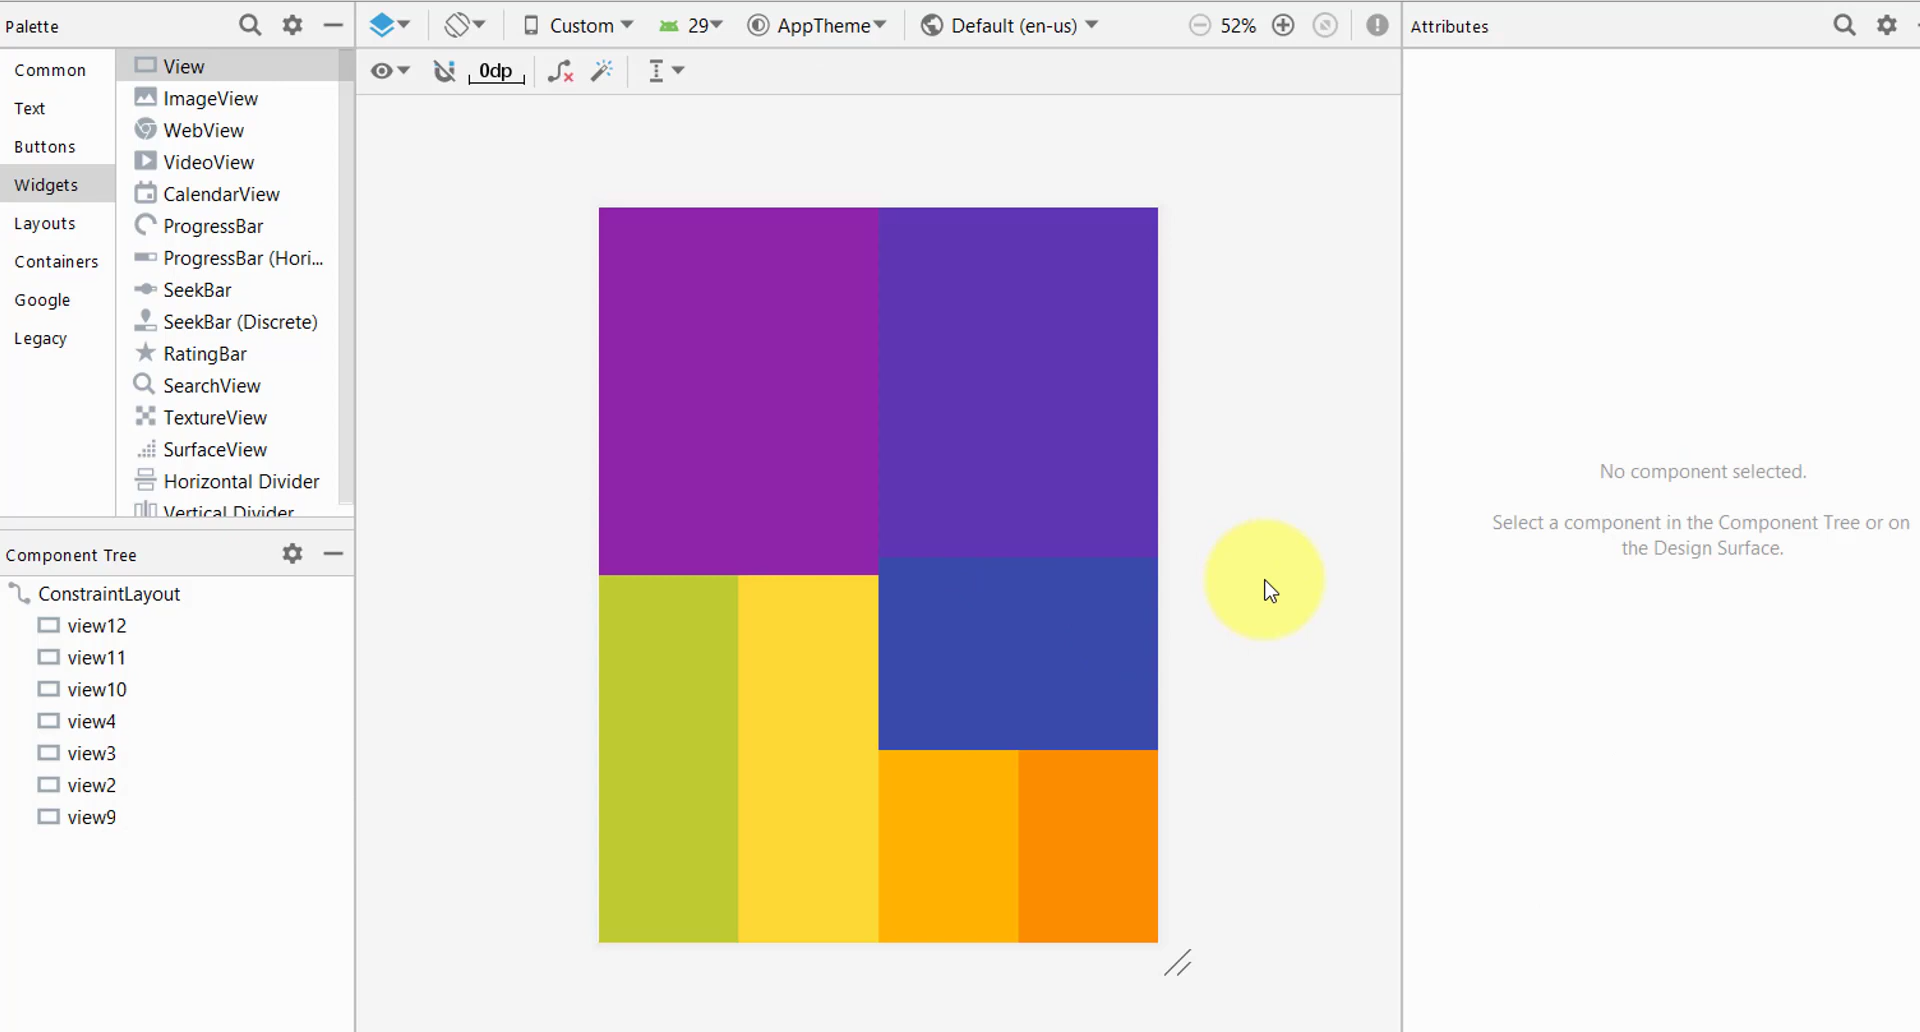 Palette
Custom
29
AppTheme
Default (en-us)
52%
Attributes
0dp
Common
Text
Buttons
Widgets
Layouts
Containers
Google
Legacy
View
ImageView
WebView
VideoView
CalendarView
ProgressBar
ProgressBar (Hori...
SeekBar
SeekBar (Discrete)
RatingBar
SearchView
TextureView
SurfaceView
Horizontal Divider
Vertical Divider
Component Tree
ConstraintLayout
view12
view11
view10
view4
view3
view2
view9
No component selected.
Select a component in the Component Tree or on
the Design Surface.